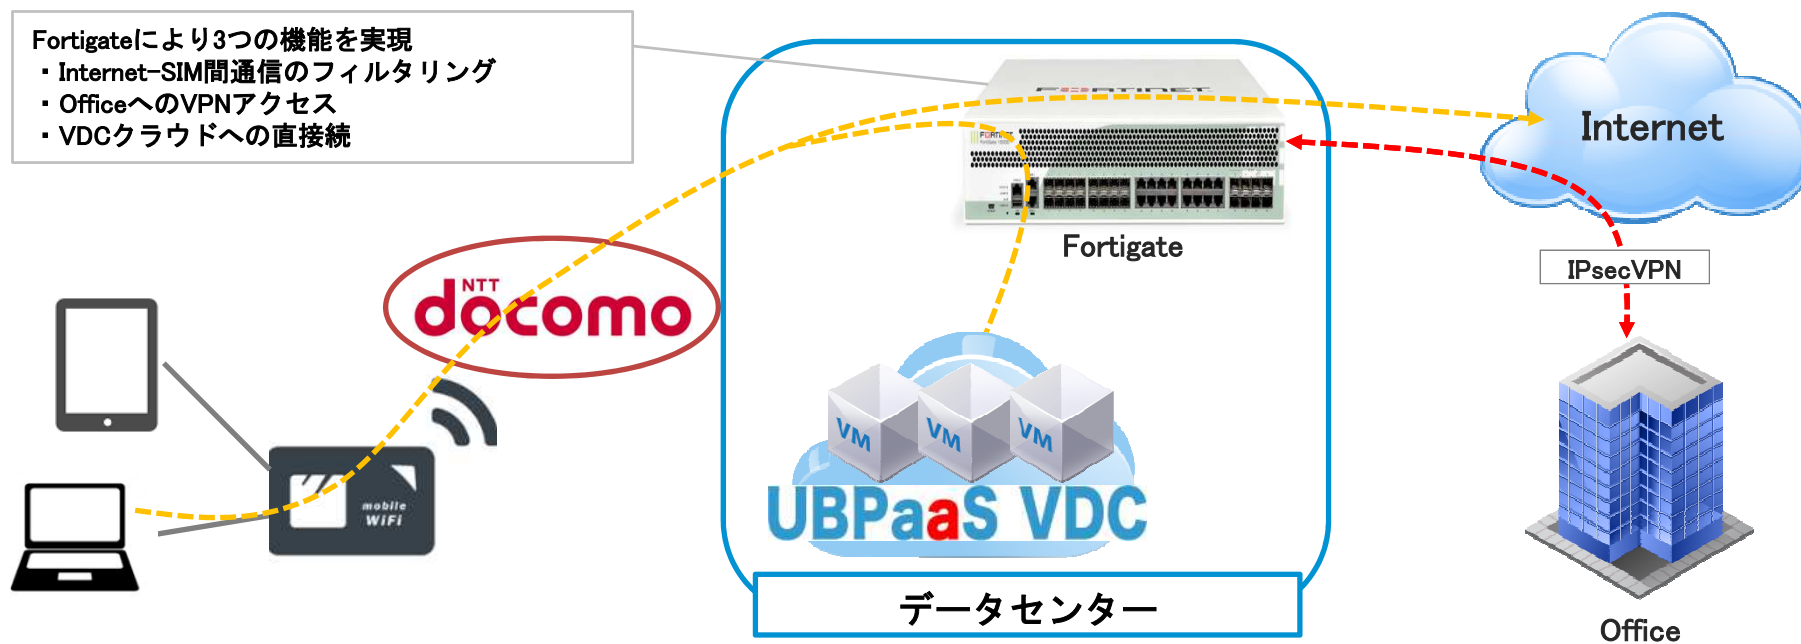 Fortigateにより3つの機能を実現
・Internet-SIM間通信のフィルタリング
・OfficeへのVPNアクセス
・VDCクラウドへの直接続
FORTINET
FORTINET
Fortigate
Internet
IPsecVPN
NTT
docomo
mobile
WiFi
VM
VM
VM
UBPaaS VDC
データセンター
Office